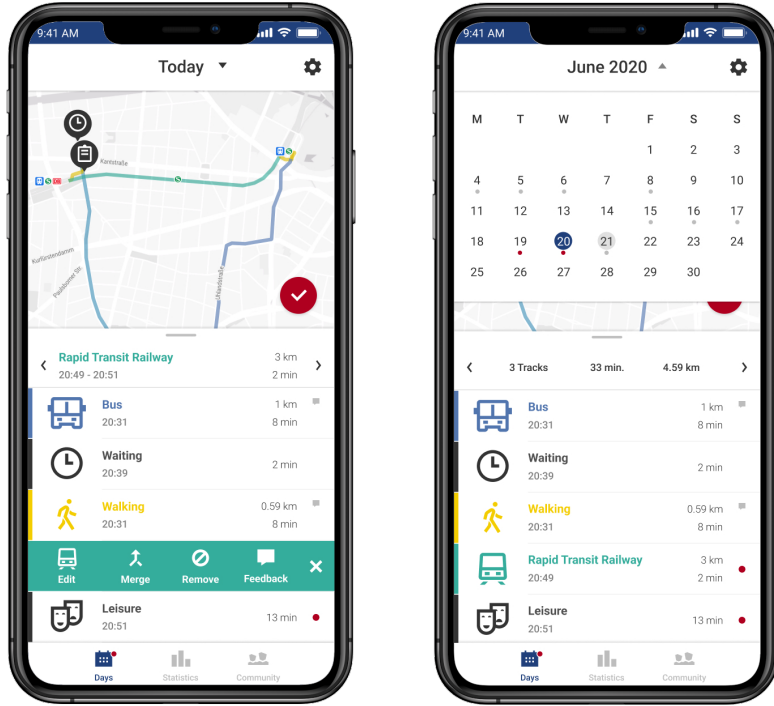 9:41 AM
Today
Kantstraße
Kurfürstendamm
Paulsborner Str.
Uhlandstraße
Rapid Transit Railway
3 km
20:49 - 20:51
2 min
Bus
1 km
20:31
8 min
Waiting
20:39
2 min
Walking
0.59 km
20:31
8 min
Edit
Merge
Remove
Feedback
Leisure
20:51
13 min
Days
Statistics
Community
9:41 AM
June 2020
M T W T F S S
1 2 3
4 5 6 7 8 9 10
11 12 13 14 15 16 17
18 19 20 21 22 23 24
25 26 27 28 29 30
3 Tracks
33 min.
4.59 km
Bus
1 km
20:31
8 min
Waiting
20:39
2 min
Walking
0.59 km
20:31
8 min
Rapid Transit Railway
3 km
20:49
2 min
Leisure
20:51
13 min
Days
Statistics
Community